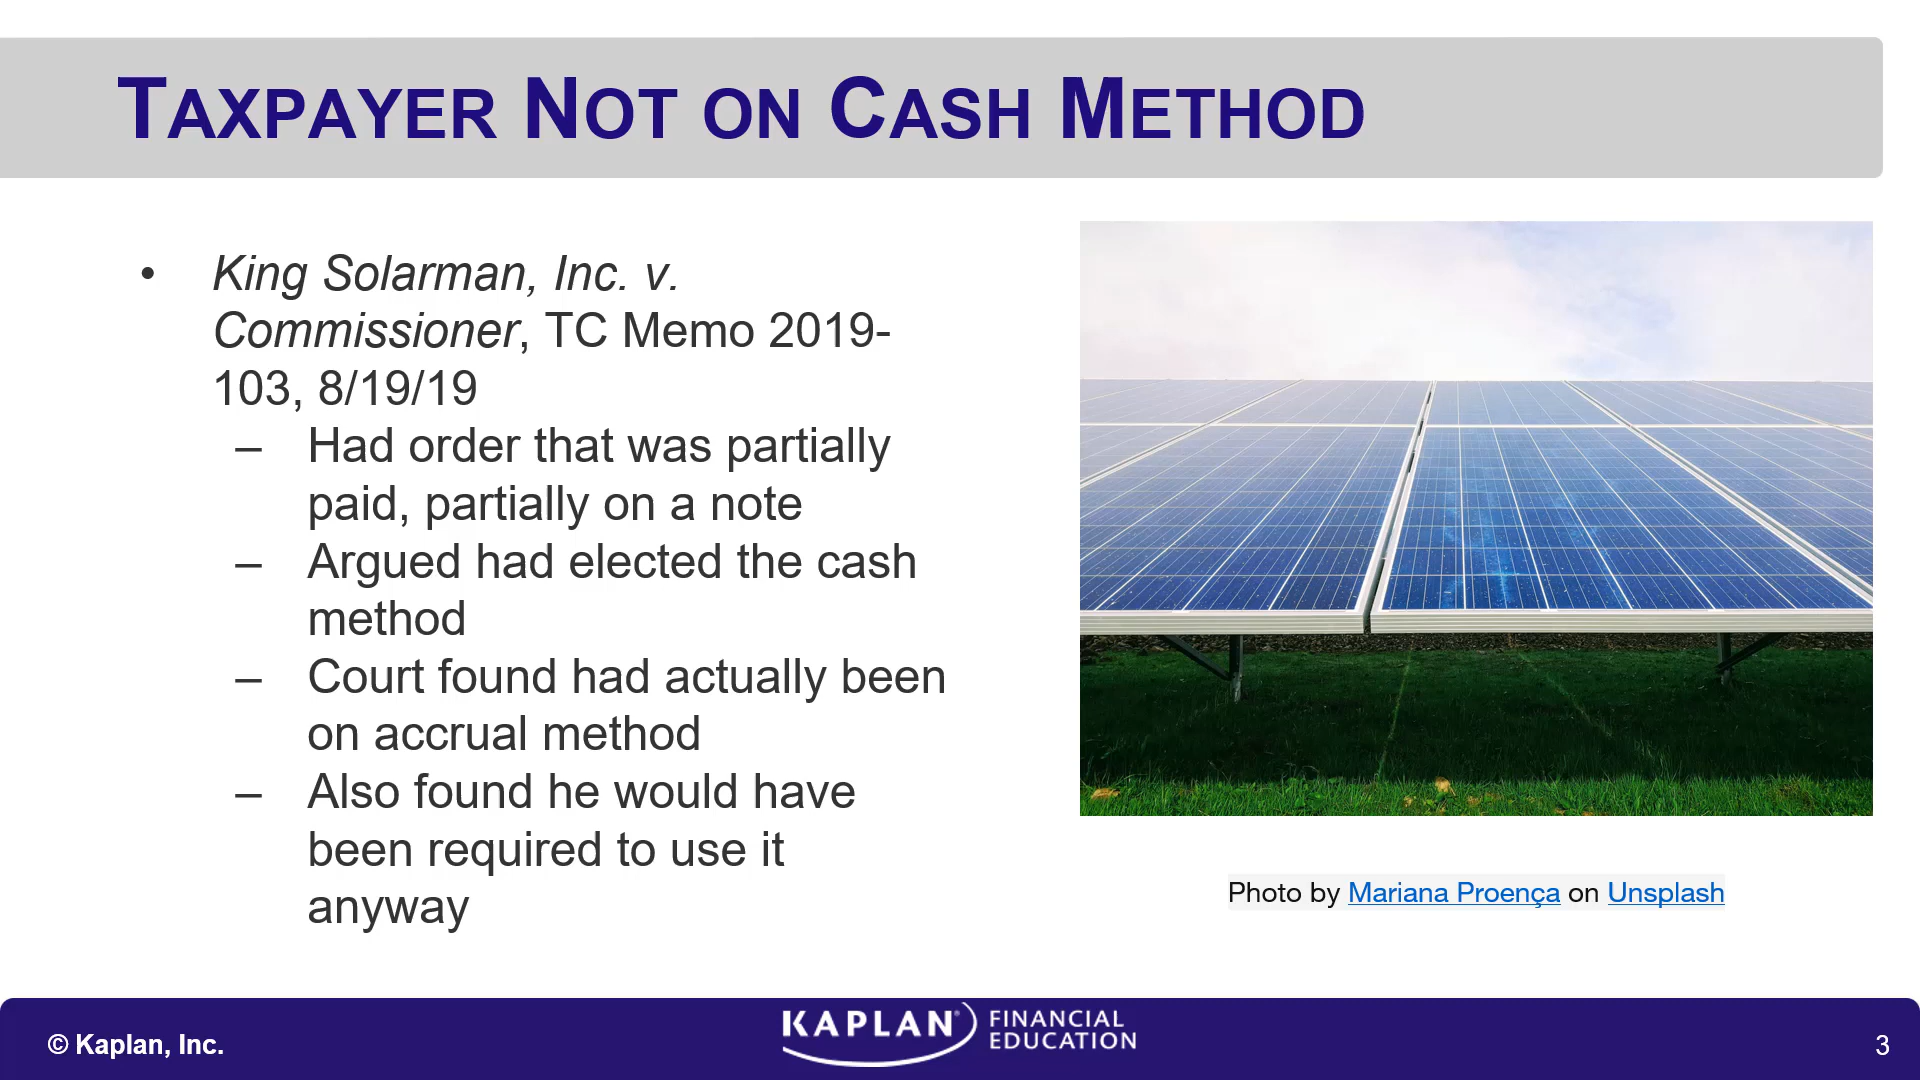 TAXPAYER NOT ON CASH METHOD
• King Solarman, Inc. v.
Commissioner, TC Memo 2019-
103, 8/19/19
– Had order that was partially
paid, partially on a note
– Argued had elected the cash
method
– Court found had actually been
on accrual method
– Also found he would have
been required to use it
anyway
Photo by Mariana Proença on Unsplash
© Kaplan, Inc.
KAPLAN® FINANCIAL
EDUCATION
3